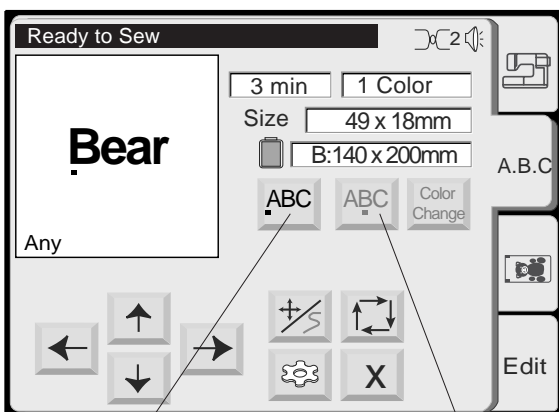 Ready to Sew
2
3 min
1 Color
Size
49 x 18mm
B:140 x 200mm
Bear
Any
ABC
ABC
Color
Change
X
A.B.C
Edit